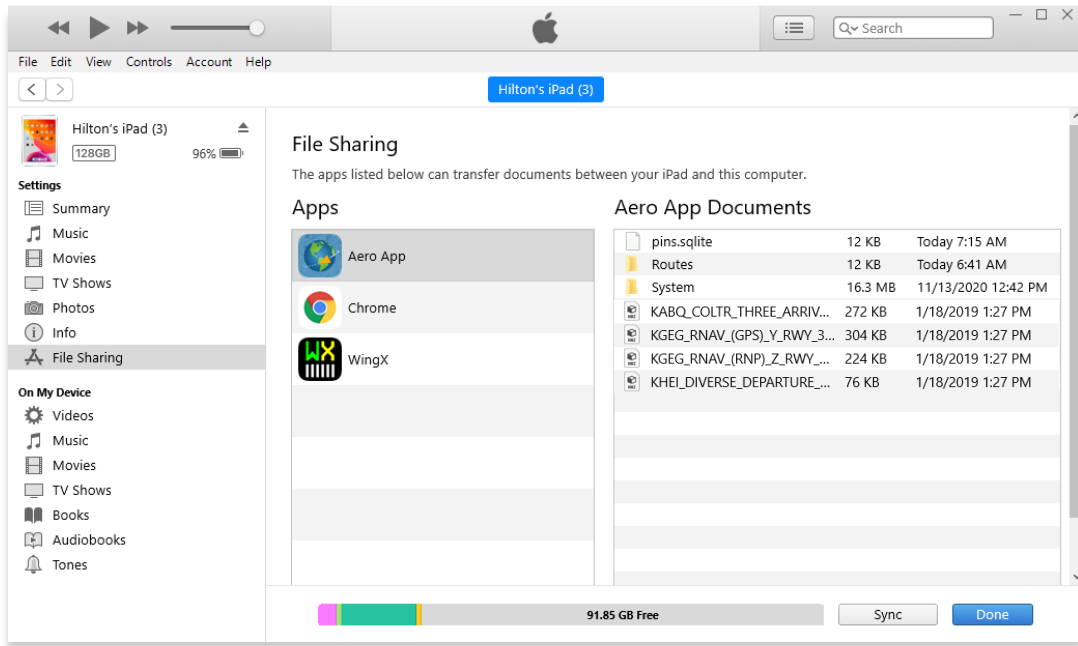 Search
File Edit View Controls Account Help
Hilton's iPad (3)
Hilton's iPad (3)
128GB 96%
Settings
Summary
Music
Movies
TV Shows
Photos
Info
File Sharing
On My Device
Videos
Music
Movies
TV Shows
Books
Audiobooks
Tones
File Sharing
The apps listed below can transfer documents between your iPad and this computer.
Apps
Aero App
Chrome
WX
WingX
Aero App Documents
pins.sqlite 12 KB Today 7:15 AM
Routes 12 KB Today 6:41 AM
System 16.3 MB 11/13/2020 12:42 PM
KABQ_COLTR_THREE_ARRIV... 272 KB 1/18/2019 1:27 PM
KGEG_RNAV_(GPS)_Y_RWY_3... 304 KB 1/18/2019 1:27 PM
KGEG_RNAV_(RNP)_Z_RWY_... 224 KB 1/18/2019 1:27 PM
KHEI_DIVERSE_DEPARTURE_... 76 KB 1/18/2019 1:27 PM
91.85 GB Free
Sync
Done